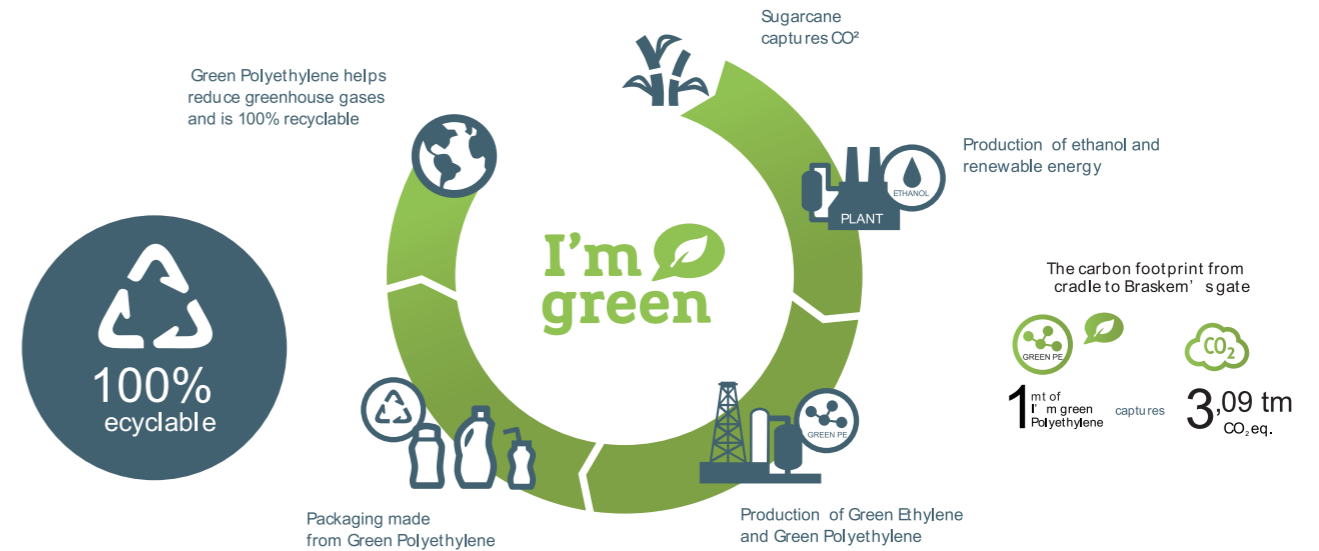 Sugarcane
captures CO²
Green Polyethylene helps
reduce greenhouse gases
and is 100% recyclable
Production of ethanol and
renewable energy
ETHANOL
PLANT
I'm
green
The carbon footprint from
cradle to Braskem’ s gate
GREEN PE
CO2
1 mt of
I’ m green
Polyethylene
captures
3,09 tm
CO2 eq.
100%
ecyclable
GREEN PE
Packaging made
from Green Polyethylene
Production of Green Ethylene
and Green Polyethylene